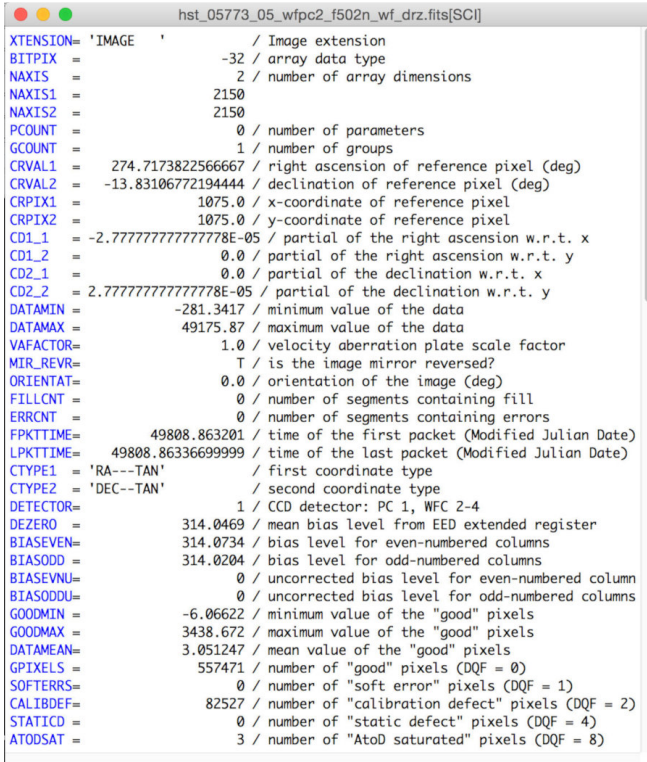 hst_05773_05_wfpc2_f502n_wf_drz.fits[SCI]
XTENSION= 'IMAGE   '           / Image extension
BITPIX  =                  -32 / array data type
NAXIS   =                    2 / number of array dimensions
NAXIS1  =                 2150
NAXIS2  =                 2150
PCOUNT  =                    0 / number of parameters
GCOUNT  =                    1 / number of groups
CRVAL1  =    274.7173822566667 / right ascension of reference pixel (deg)
CRVAL2  =   -13.83106772194444 / declination of reference pixel (deg)
CRPIX1  =               1075.0 / x-coordinate of reference pixel
CRPIX2  =               1075.0 / y-coordinate of reference pixel
CD1_1   = -2.777777777777778E-05 / partial of the right ascension w.r.t. x
CD1_2   =                  0.0 / partial of the right ascension w.r.t. y
CD2_1   =                  0.0 / partial of the declination w.r.t. x
CD2_2   = 2.777777777777778E-05 / partial of the declination w.r.t. y
DATAMIN =            -281.3417 / minimum value of the data
DATAMAX =             49175.87 / maximum value of the data
VAFACTOR=                  1.0 / velocity aberration plate scale factor
MIR_REVR=                    T / is the image mirror reversed?
ORIENTAT=                  0.0 / orientation of the image (deg)
FILLCNT =                    0 / number of segments containing fill
ERRCNT  =                    0 / number of segments containing errors
FPKTTIME=         49808.863201 / time of the first packet (Modified Julian Date)
LPKTTIME=    49808.86336699999 / time of the last packet (Modified Julian Date)
CTYPE1  = 'RA---TAN'           / first coordinate type
CTYPE2  = 'DEC--TAN'           / second coordinate type
DETECTOR=                    1 / CCD detector: PC 1, WFC 2-4
DEZERO  =             314.0469 / mean bias level from EED extended register
BIASEVEN=             314.0734 / bias level for even-numbered columns
BIASODD =             314.0204 / bias level for odd-numbered columns
BIASEVNU=                    0 / uncorrected bias level for even-numbered column
BIASODDU=                    0 / uncorrected bias level for odd-numbered columns
GOODMIN =             -6.06622 / minimum value of the "good" pixels
GOODMAX =             3438.672 / maximum value of the "good" pixels
DATAMEAN=             3.051247 / mean value of the "good" pixels
GPIXELS =               557471 / number of "good" pixels (DQF = 0)
SOFTERRS=                    0 / number of "soft error" pixels (DQF = 1)
CALIBDEF=                82527 / number of "calibration defect" pixels (DQF = 2)
STATICD =                    0 / number of "static defect" pixels (DQF = 4)
ATODSAT =                    3 / number of "AtoD saturated" pixels (DQF = 8)